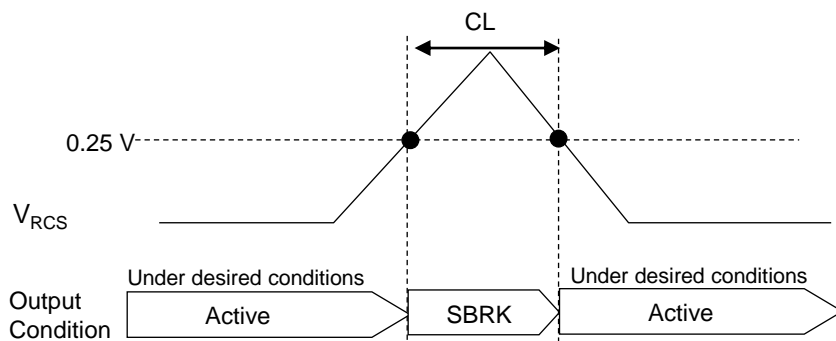 CL
0.25 V
VRCS
Under desired conditions
Under desired conditions
Output
Condition
Active
SBRK
Active